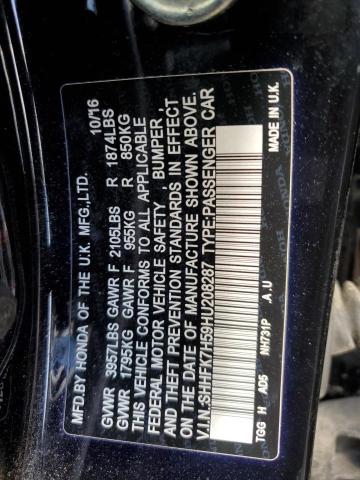 MFD.BY HONDA OF THE U.K. MFG.,LTD. 10/16
GVWR 3957LBS GAWR F 2105LBS R 1874LBS
GVWR 1795KG GAWR F 955KG R 850KG
THIS VEHICLE CONFORMS TO ALL APPLICABLE
FEDERAL MOTOR VEHICLE SAFETY , BUMPER ,
AND THEFT PREVENTION STANDARDS IN EFFECT
ON THE DATE OF MANUFACTURE SHOWN ABOVE.
V.I.N.:SHHFK7H59HU208287 TYPE:PASSENGER CAR
TGG H A06 NH731P .A .U MADE IN U.K.